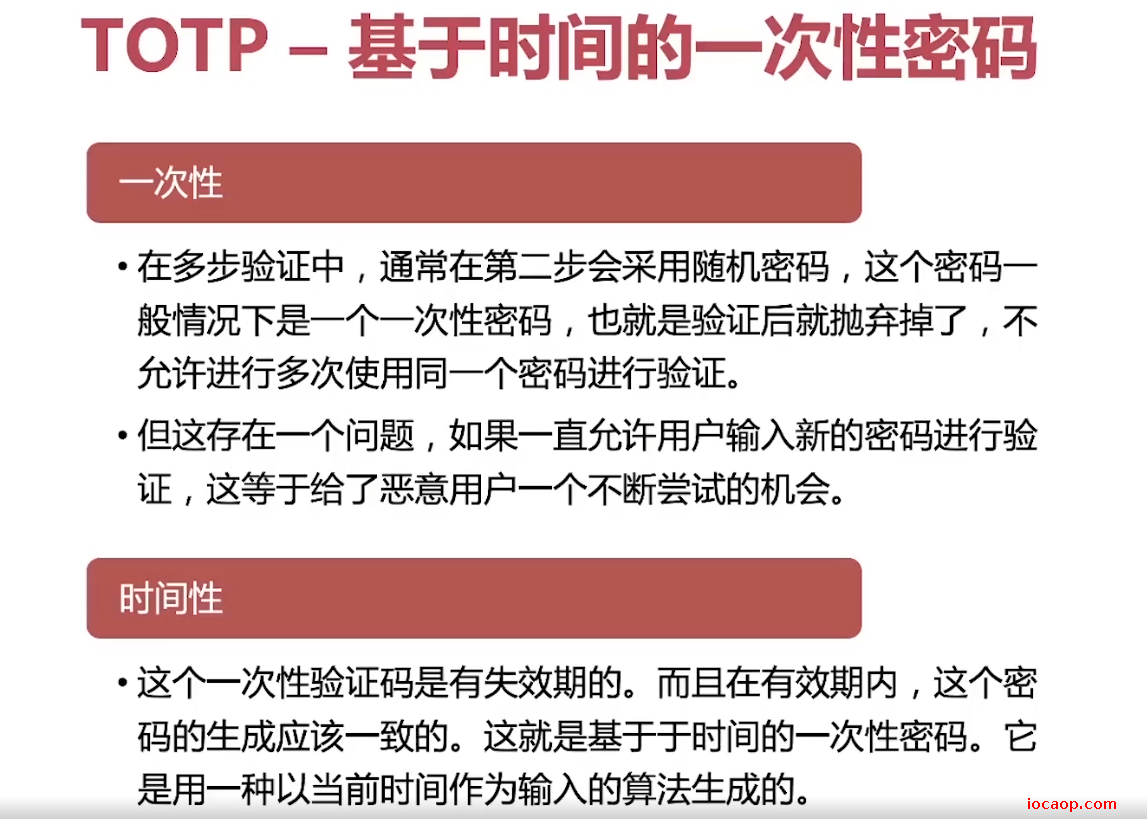 TOTP – 基于时间的一次性密码
一次性
• 在多步验证中，通常在第二步会采用随机密码，这个密码一
般情况下是一个一次性密码，也就是验证后就抛弃掉了，不
允许进行多次使用同一个密码进行验证。
• 但这存在一个问题，如果一直允许用户输入新的密码进行验
证，这等于给了恶意用户一个不断尝试的机会。
时间性
• 这个一次性验证码是有失效期的。而且在有效期内，这个密
码的生成应该一致的。这就是基于于时间的一次性密码。它
是用一种以当前时间作为输入的算法生成的。
iocaop.com